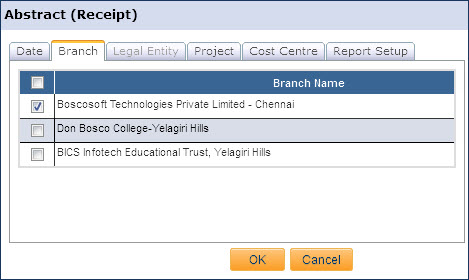 Abstract (Receipt)
Date Branch Legal Entity Project Cost Centre Report Setup
Branch Name
Boscosoft Technologies Private Limited - Chennai
Don Bosco College-Yelagiri Hills
BICS Infotech Educational Trust, Yelagiri Hills
OK Cancel